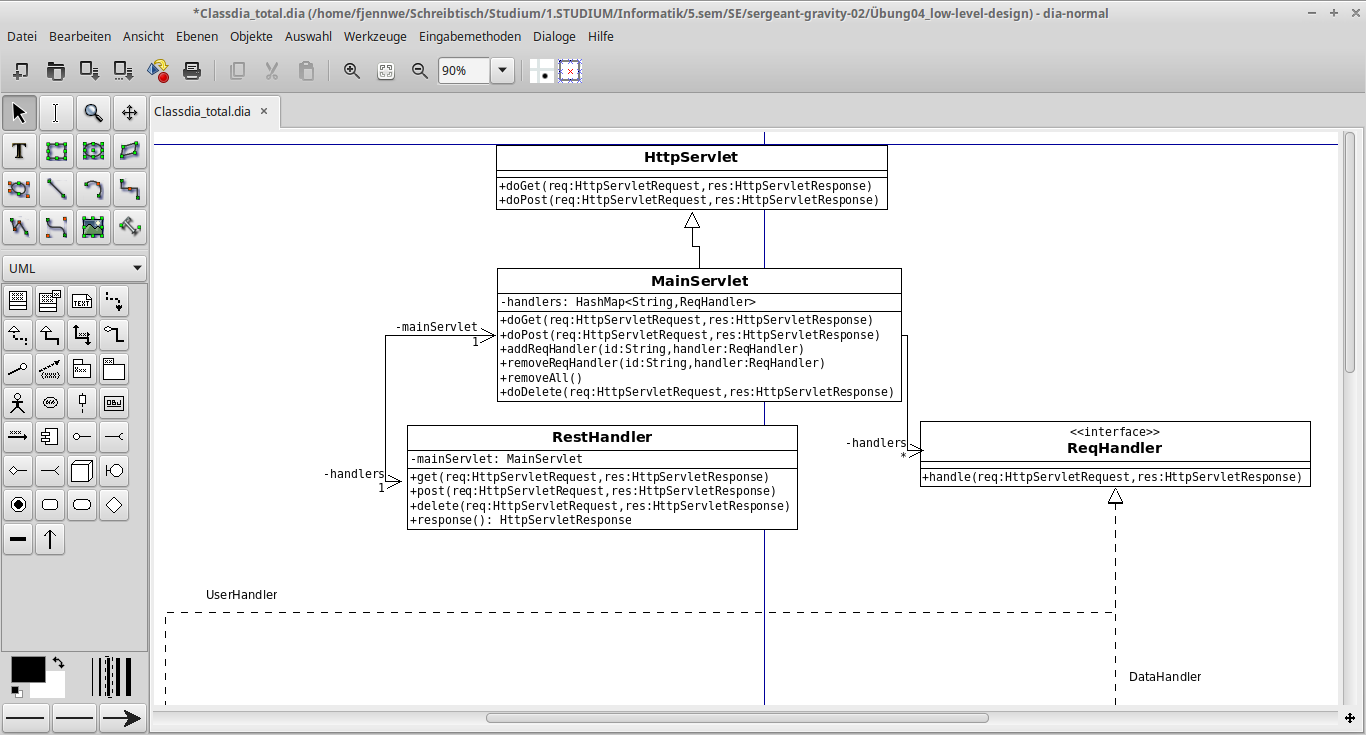 *Classdia_total.dia (/home/fjennwe/Schreibtisch/Studium/1.STUDIUM/Informatik/5.sem/SE/sergeant-gravity-02/Übung04_low-level-design) - dia-normal
Datei Bearbeiten Ansicht Ebenen Objekte Auswahl Werkzeuge Eingabemethoden Dialoge Hilfe
90%
Classdia_total.dia
T
UML
TEXT
HttpServlet
+doGet(req:HttpServletRequest,res:HttpServletResponse)
+doPost(req:HttpServletRequest,res:HttpServletResponse)
MainServlet
-handlers: HashMap<String,ReqHandler>
+doGet(req:HttpServletRequest,res:HttpServletResponse)
+doPost(req:HttpServletRequest,res:HttpServletResponse)
+addReqHandler(id:String,handler:ReqHandler)
+removeReqHandler(id:String,handler:ReqHandler)
+removeAll()
+doDelete(req:HttpServletRequest,res:HttpServletResponse)
-mainServlet
1
RestHandler
-mainServlet: MainServlet
+get(req:HttpServletRequest,res:HttpServletResponse)
+post(req:HttpServletRequest,res:HttpServletResponse)
+delete(req:HttpServletRequest,res:HttpServletResponse)
+response(): HttpServletResponse
-handlers
1
-handlers
*
<<interface>>
ReqHandler
+handle(req:HttpServletRequest,res:HttpServletResponse)
UserHandler
DataHandler